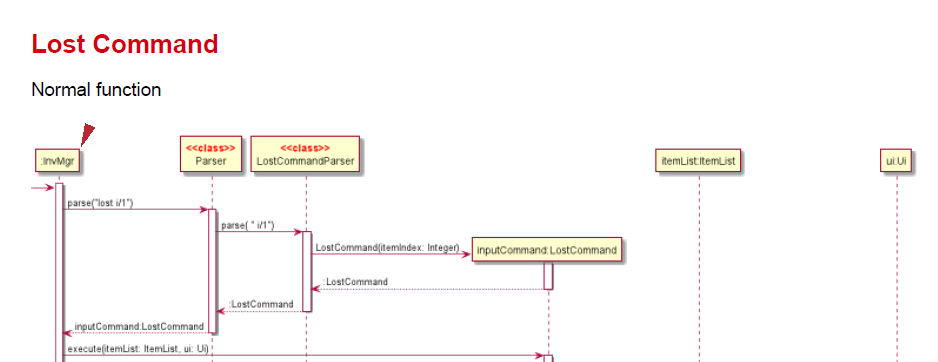 Lost Command
Normal function
<<class>>
<<class>>
:InvMgr
Parser
LostCommandParser
itemList:ItemList
ui:Ui
parse("lost i/1")
parse( " i/1")
LostCommand(itemIndex: Integer)
inputCommand:LostCommand
:LostCommand
:LostCommand
inputCommand:LostCommand
execute(itemList: ItemList, ui: Ui)